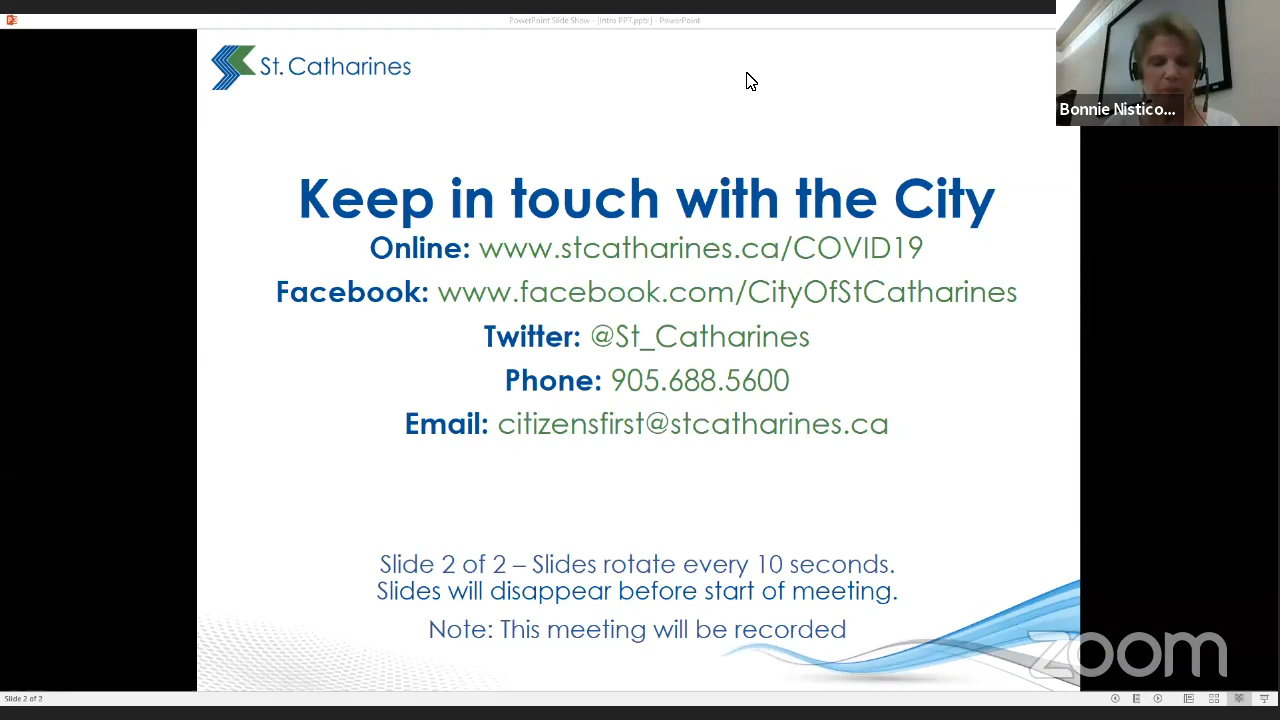 PowerPoint Slide Show - [Intro PPT.pptx] - PowerPoint
St. Catharines
Bonnie Nistico...
Keep in touch with the City
Online: www.stcatharines.ca/COVID19
Facebook: www.facebook.com/CityOfStCatharines
Twitter: @St_Catharines
Phone: 905.688.5600
Email: citizensfirst@stcatharines.ca
Slide 2 of 2 – Slides rotate every 10 seconds.
Slides will disappear before start of meeting.
Note: This meeting will be recorded
zoom
Slide 2 of 2